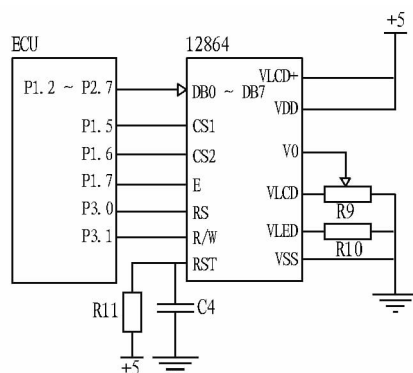 ECU
12864
+5
P1.2 ~ P2.7
DB0 ~ DB7
VLCD+
VDD
P1.5
CS1
P1.6
CS2
V0
P1.7
E
VLCD
R9
P3.0
RS
VLED
R10
P3.1
R/W
RST
VSS
R11
C4
+5